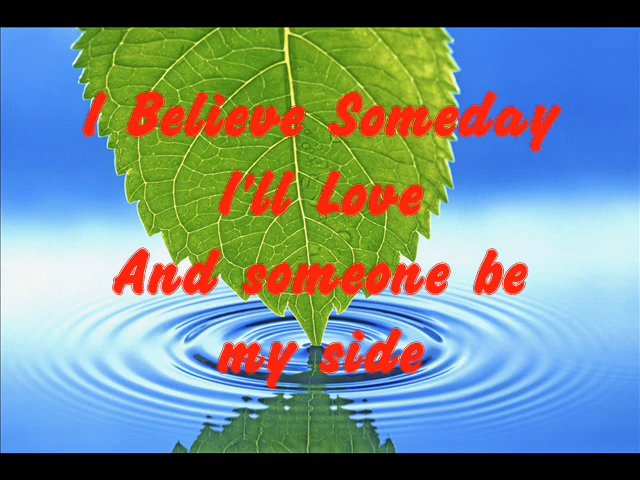 I Believe Someday
I'll Love
And someone be
my side